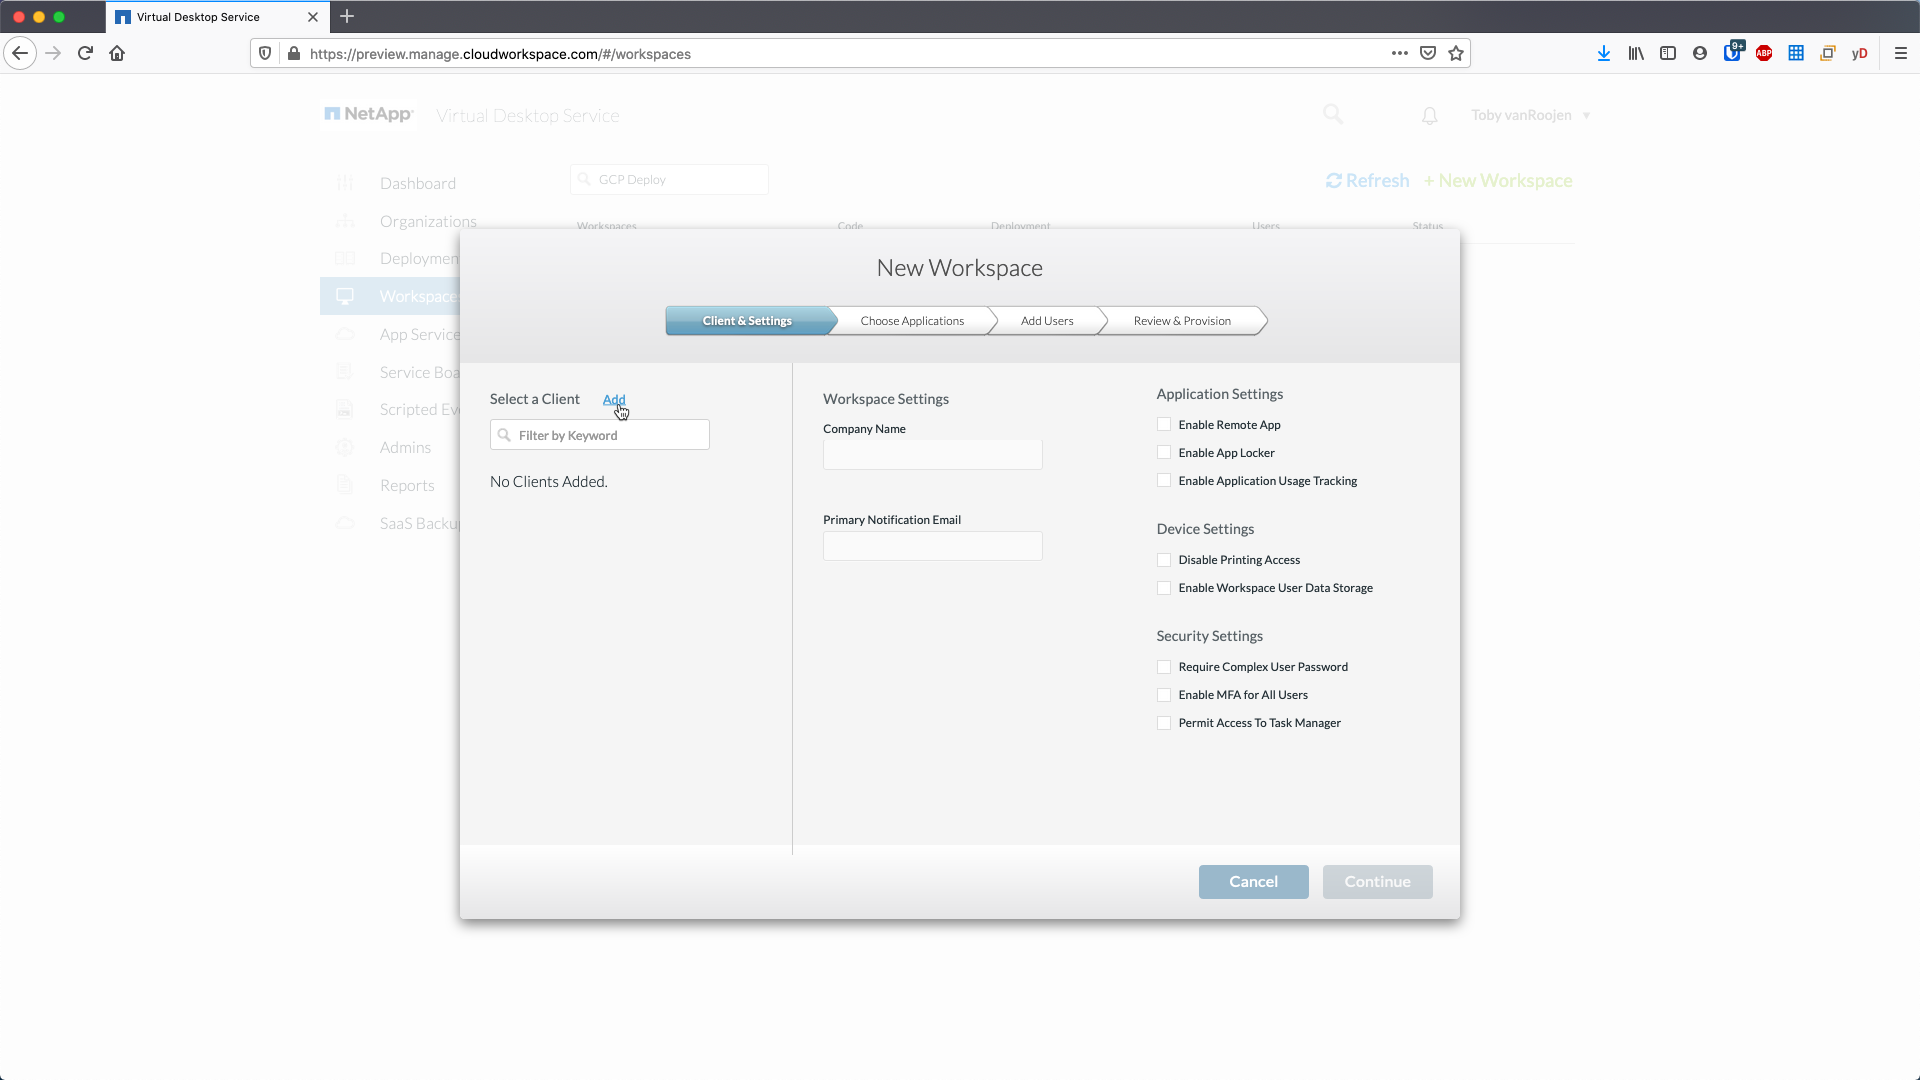 Virtual Desktop Service
https://preview.manage.cloudworkspace.com/#/workspaces
9+
ABP
yD
NetApp
Virtual Desktop Service
Toby vanRoojen
Dashboard
Organizations
Deploymen
Workspace
App Service
Service Boa
Scripted Ev
Admins
Reports
SaaS Backu
GCP Deploy
Refresh
+ New Workspace
Workspaces
Code
Deployment
Users
Status
New Workspace
Client & Settings
Choose Applications
Add Users
Review & Provision
Select a Client
Add
Filter by Keyword
No Clients Added.
Workspace Settings
Company Name
Primary Notification Email
Application Settings
Enable Remote App
Enable App Locker
Enable Application Usage Tracking
Device Settings
Disable Printing Access
Enable Workspace User Data Storage
Security Settings
Require Complex User Password
Enable MFA for All Users
Permit Access To Task Manager
Cancel
Continue